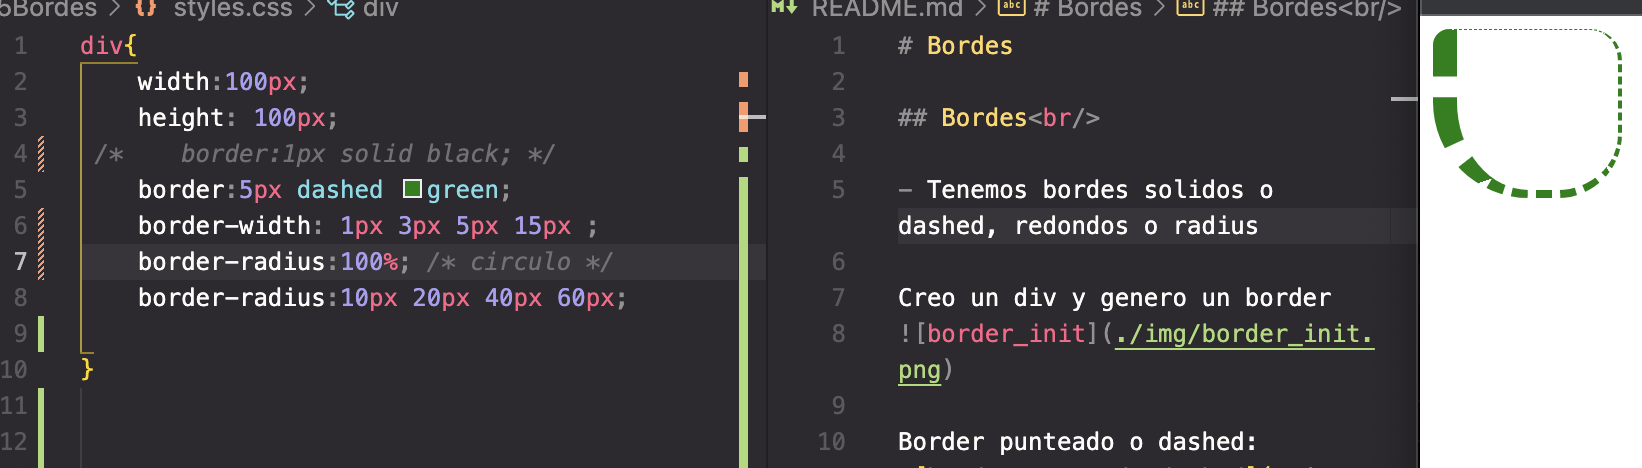 5Bordes > {} styles.css > div
1 div{
2 width:100px;
3 height: 100px;
4 /* border:1px solid black; */
5 border:5px dashed green;
6 border-width: 1px 3px 5px 15px ;
7 border-radius:100%; /* circulo */
8 border-radius:10px 20px 40px 60px;
9
10 }
11
12
README.md > abc # Bordes > abc ## Bordes<br/>
1 # Bordes
2
3 ## Bordes<br/>
4
5 - Tenemos bordes solidos o
dashed, redondos o radius
6
7 Creo un div y genero un border
8 ![border_init](./img/border_init.
png)
9
10 Border punteado o dashed: